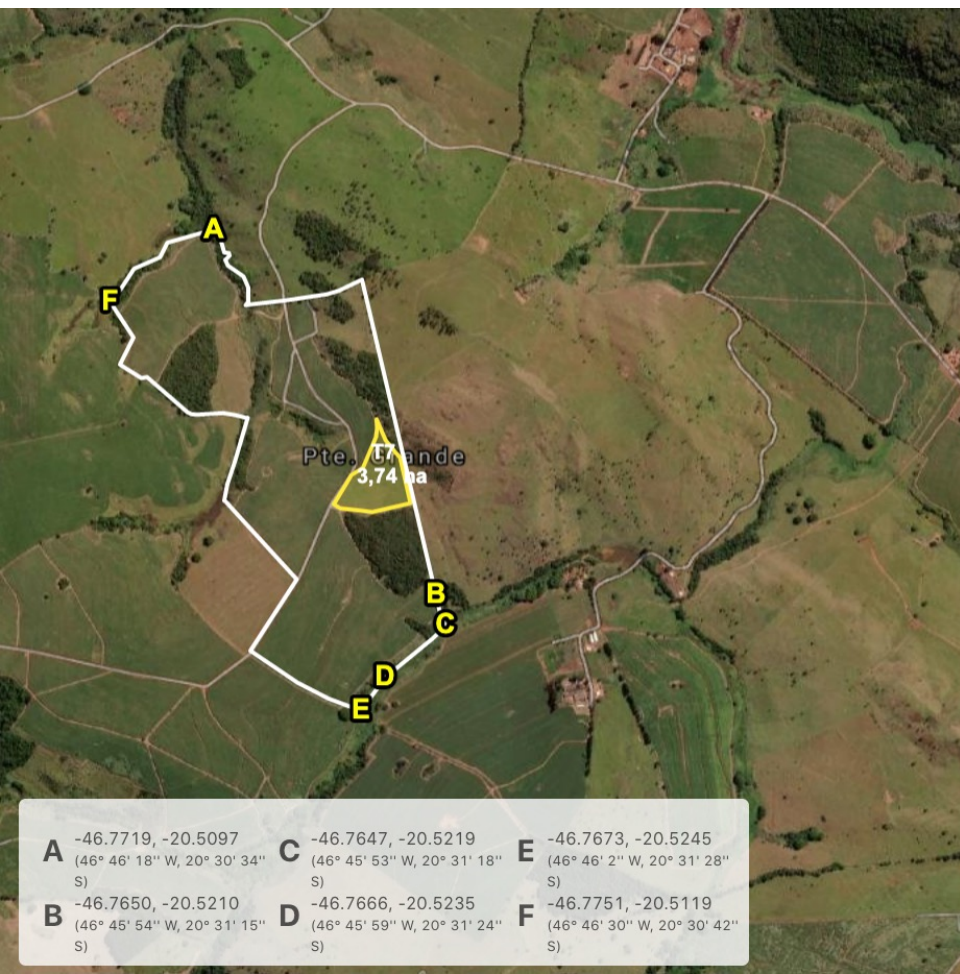 A
F
T7
Pte. Grande
3,74 ha
B
C
D
E
A -46.7719, -20.5097
(46° 46' 18'' W, 20° 30' 34''
S)
C -46.7647, -20.5219
(46° 45' 53'' W, 20° 31' 18''
S)
E -46.7673, -20.5245
(46° 46' 2'' W, 20° 31' 28''
S)
B -46.7650, -20.5210
(46° 45' 54'' W, 20° 31' 15''
S)
D -46.7666, -20.5235
(46° 45' 59'' W, 20° 31' 24''
S)
F -46.7751, -20.5119
(46° 46' 30'' W, 20° 30' 42''
S)